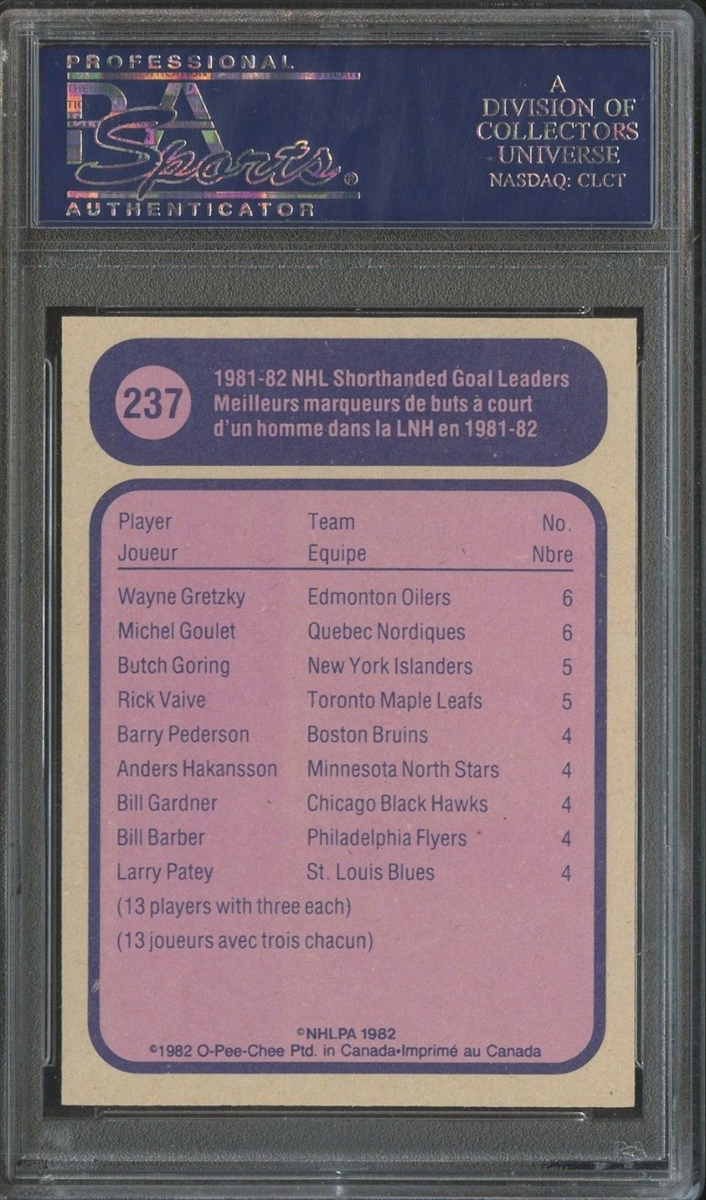 PROFESSIONAL
PSA
Sports®
AUTHENTICATOR
A
DIVISION OF
COLLECTORS
UNIVERSE
NASDAQ: CLCT
237
1981-82 NHL Shorthanded Goal Leaders
Meilleurs marqueurs de buts à court
d'un homme dans la LNH en 1981-82
Player Team No.
Joueur Equipe Nbre
Wayne Gretzky Edmonton Oilers 6
Michel Goulet Quebec Nordiques 6
Butch Goring New York Islanders 5
Rick Vaive Toronto Maple Leafs 5
Barry Pederson Boston Bruins 4
Anders Hakansson Minnesota North Stars 4
Bill Gardner Chicago Black Hawks 4
Bill Barber Philadelphia Flyers 4
Larry Patey St. Louis Blues 4
(13 players with three each)
(13 joueurs avec trois chacun)
©NHLPA 1982
©1982 O-Pee-Chee Ptd. in Canada•Imprimé au Canada